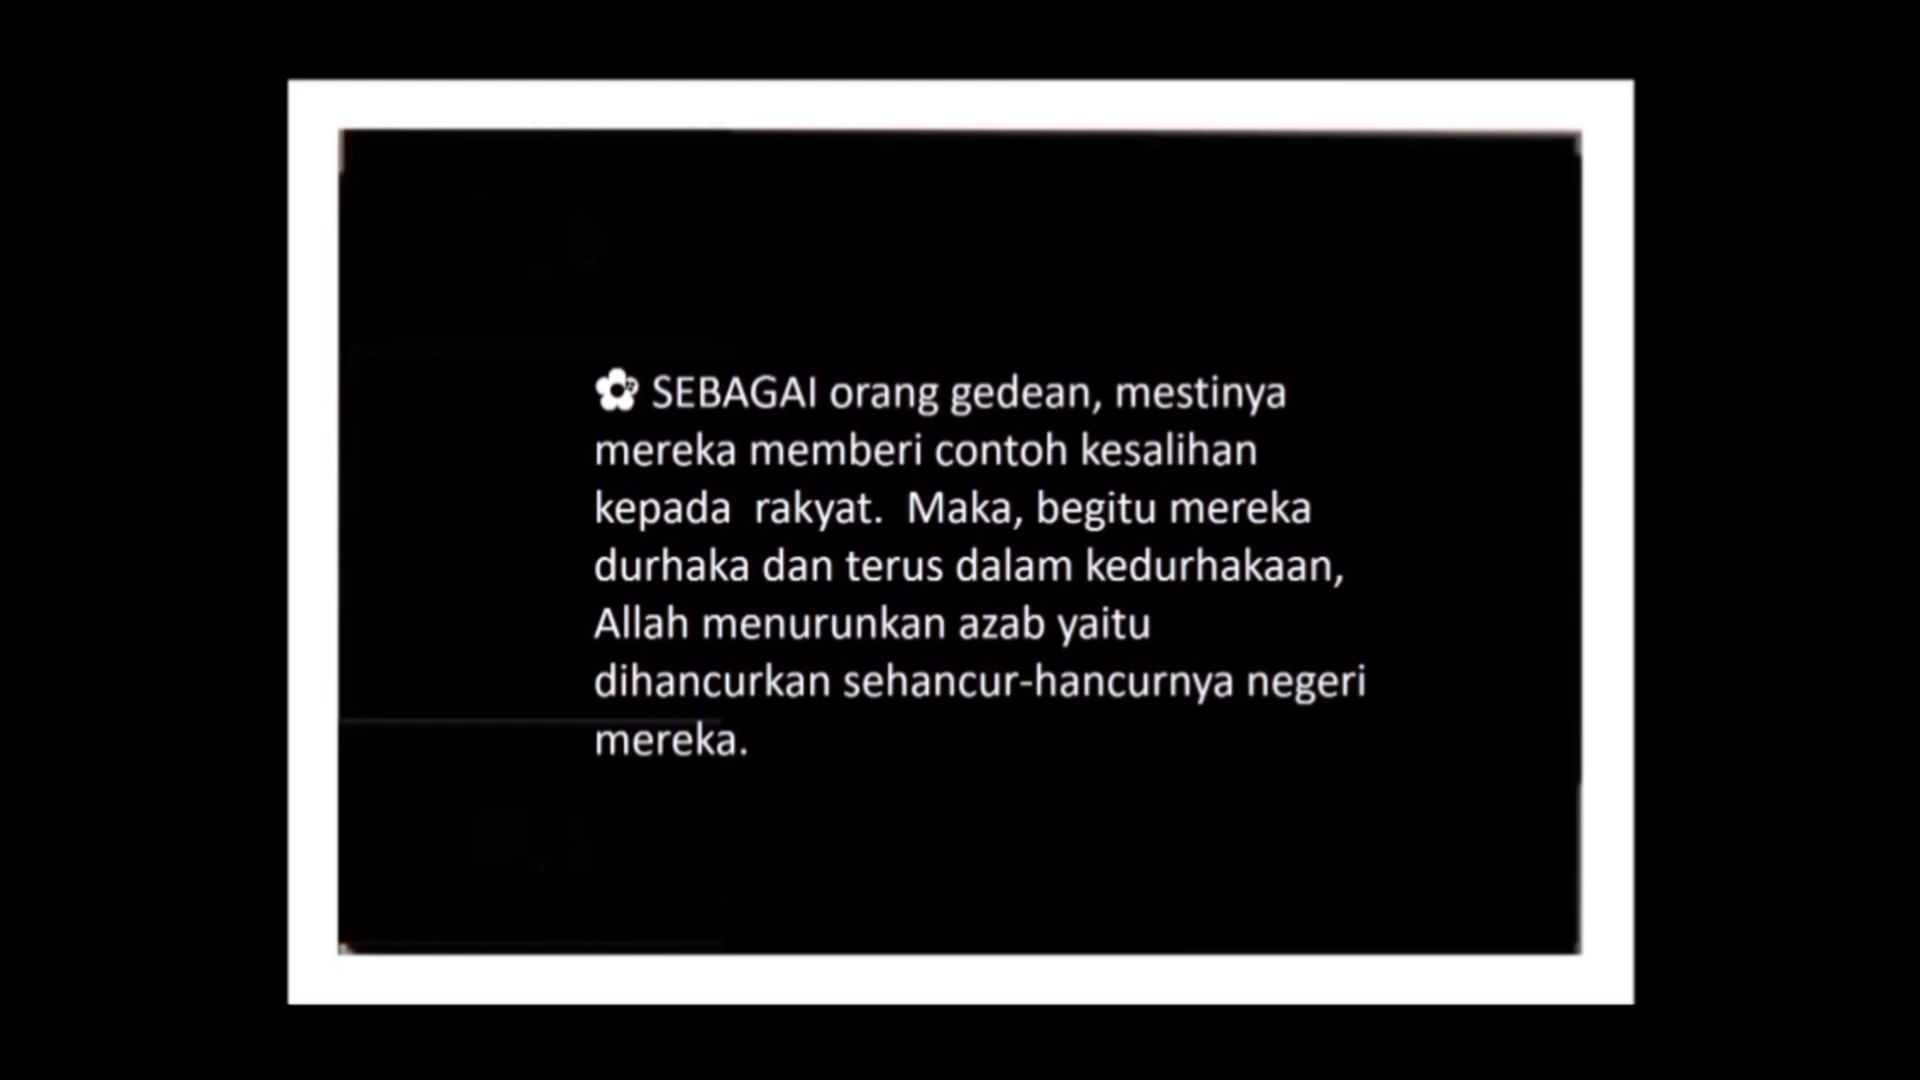 SEBAGAI orang gedean, mestinya
mereka memberi contoh kesalihan
kepada  rakyat.  Maka, begitu mereka
durhaka dan terus dalam kedurhakaan,
Allah menurunkan azab yaitu
dihancurkan sehancur-hancurnya negeri
mereka.